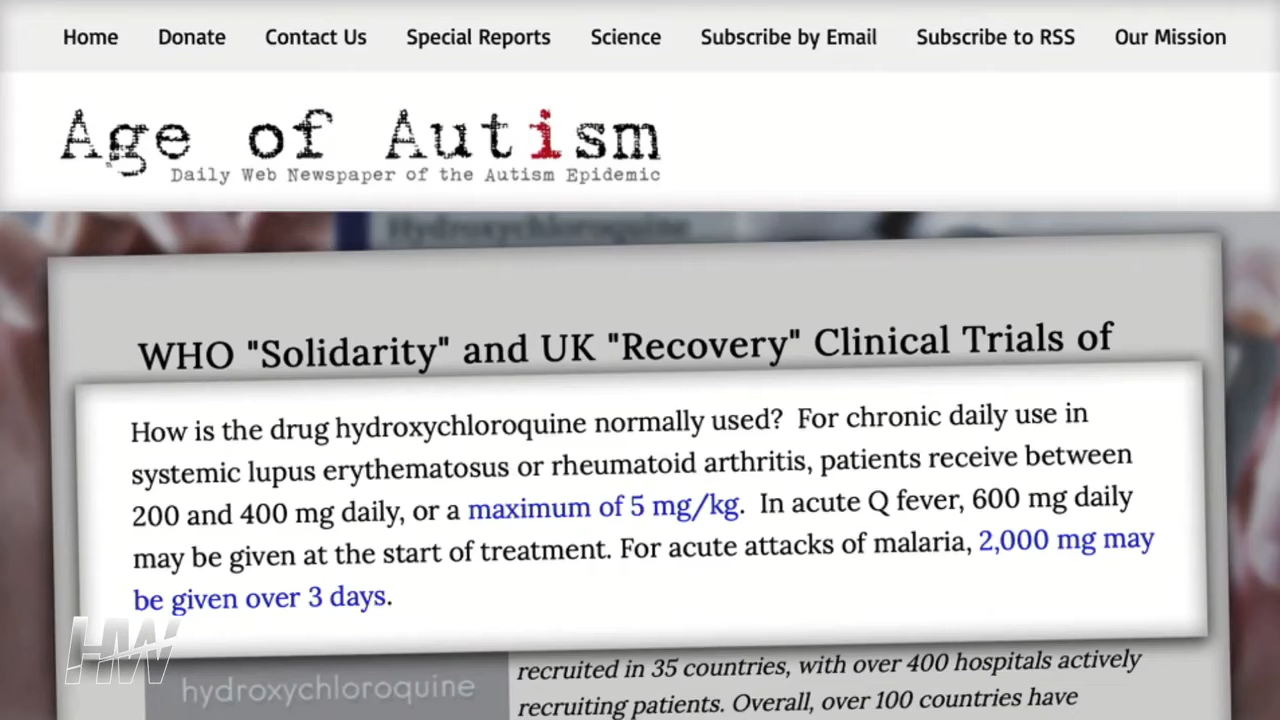 Home Donate Contact Us Special Reports Science Subscribe by Email Subscribe to RSS Our Mission
Age of Autism
Daily Web Newspaper of the Autism Epidemic
Hydroxychloroquine
WHO "Solidarity" and UK "Recovery" Clinical Trials of
How is the drug hydroxychloroquine normally used? For chronic daily use in
systemic lupus erythematosus or rheumatoid arthritis, patients receive between
200 and 400 mg daily, or a maximum of 5 mg/kg. In acute Q fever, 600 mg daily
may be given at the start of treatment. For acute attacks of malaria, 2,000 mg may
be given over 3 days.
HW
hydroxychloroquine
recruited in 35 countries, with over 400 hospitals actively
recruiting patients. Overall, over 100 countries have